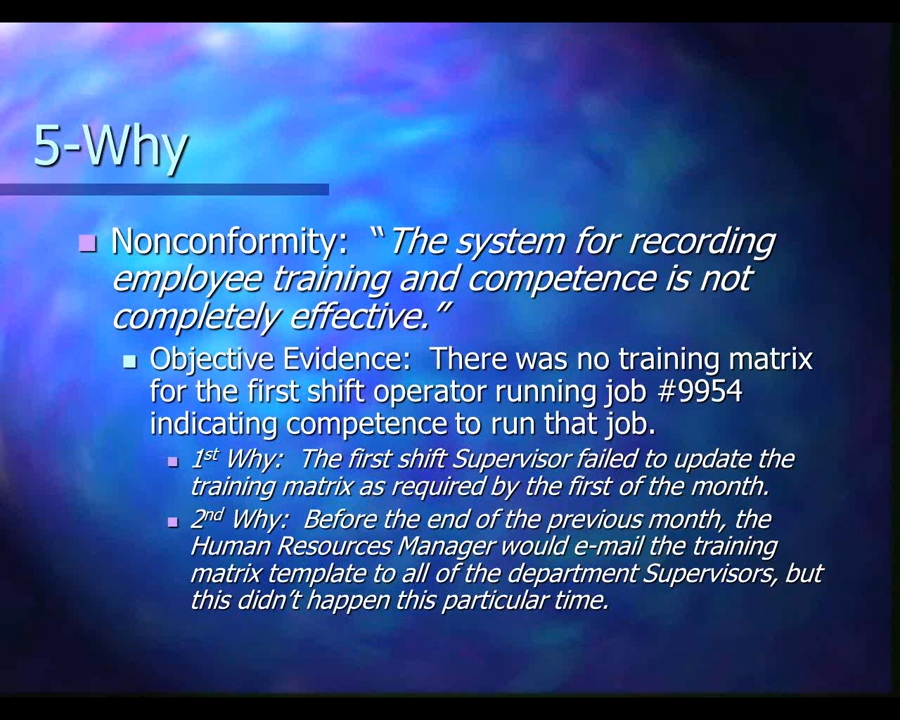 5-Why
Nonconformity: “The system for recording
employee training and competence is not
completely effective.”
Objective Evidence: There was no training matrix
for the first shift operator running job #9954
indicating competence to run that job.
1st Why: The first shift Supervisor failed to update the
training matrix as required by the first of the month.
2nd Why: Before the end of the previous month, the
Human Resources Manager would e-mail the training
matrix template to all of the department Supervisors, but
this didn’t happen this particular time.